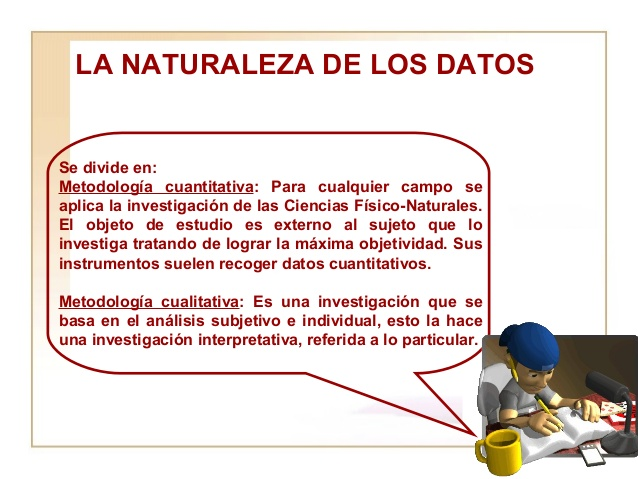 LA NATURALEZA DE LOS DATOS
Se divide en:
Metodología cuantitativa: Para cualquier campo se
aplica la investigación de las Ciencias Físico-Naturales.
El objeto de estudio es externo al sujeto que lo
investiga tratando de lograr la máxima objetividad. Sus
instrumentos suelen recoger datos cuantitativos.
Metodología cualitativa: Es una investigación que se
basa en el análisis subjetivo e individual, esto la hace
una investigación interpretativa, referida a lo particular.